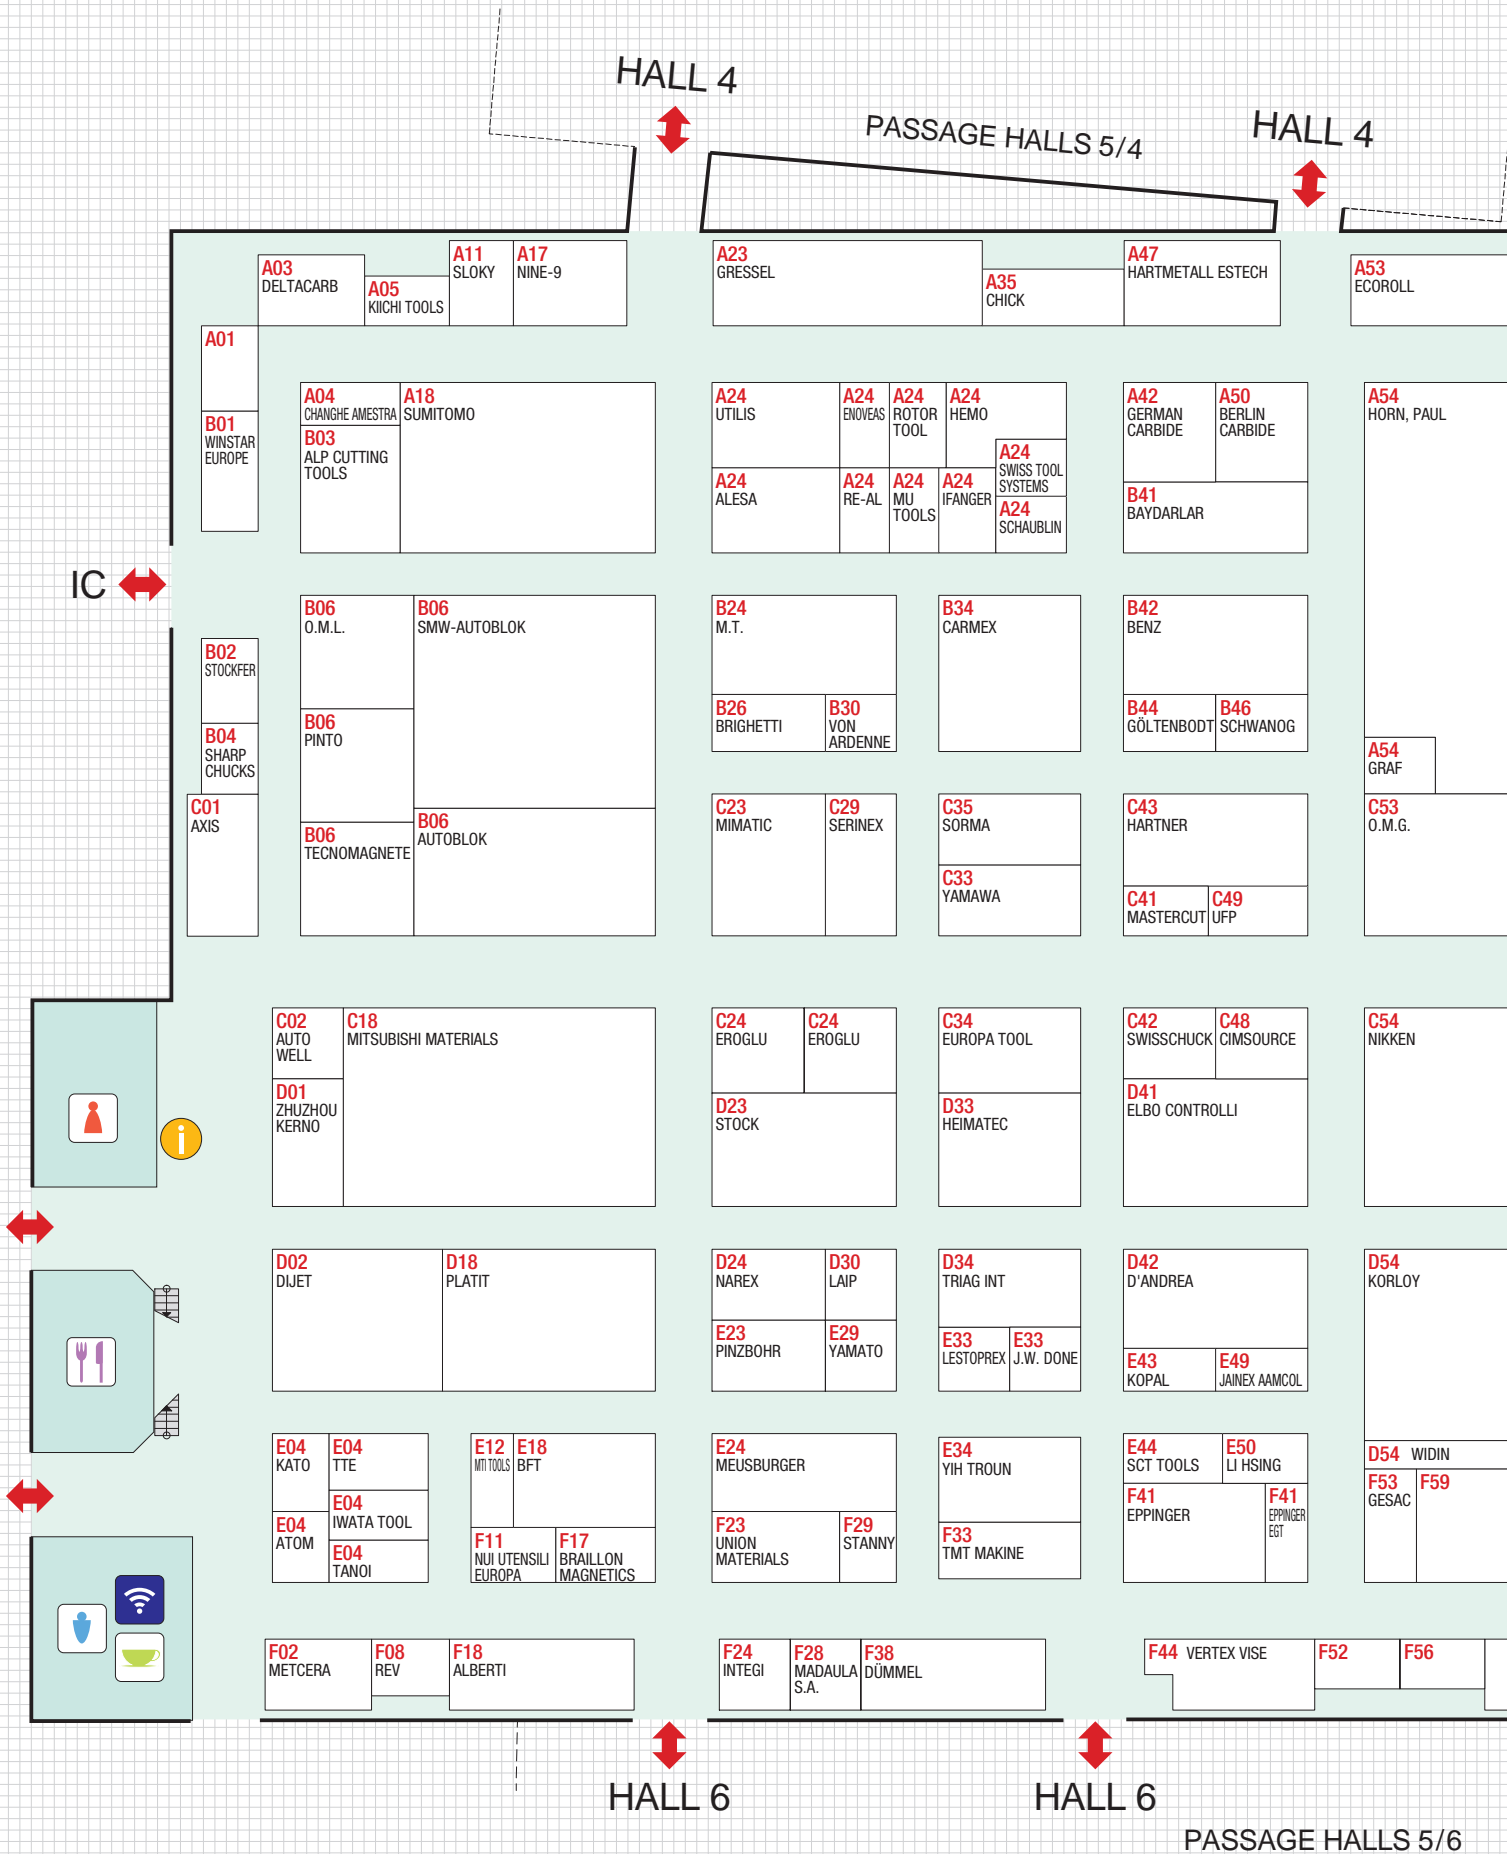 HALL 4
PASSAGE HALLS 5/4
HALL 4
A03
DELTACARB
A05
KIICHI TOOLS
A11
SLOKY
A17
NINE-9
A23
GRESSEL
A35
CHICK
A47
HARTMETALL ESTECH
A53
ECOROLL
A01
B01
WINSTAR
EUROPE
A04
CHANGHE AMESTRA
B03
ALP CUTTING
TOOLS
A18
SUMITOMO
A24
UTILIS
A24
ENOVEAS
A24
ROTOR
TOOL
A24
HEMO
A24
SWISS TOOL
SYSTEMS
A24
ALESA
A24
RE-AL
A24
MU
TOOLS
A24
IFANGER
A24
SCHAUBLIN
A42
GERMAN
CARBIDE
A50
BERLIN
CARBIDE
B41
BAYDARLAR
A54
HORN, PAUL
IC
B02
STOCKFER
B04
SHARP
CHUCKS
C01
AXIS
B06
O.M.L.
B06
SMW-AUTOBLOK
B06
PINTO
B06
TECNOMAGNETE
B06
AUTOBLOK
B24
M.T.
B26
BRIGHETTI
B30
VON
ARDENNE
B34
CARMEX
B42
BENZ
B44
GÖLTENBODT
B46
SCHWANOG
A54
GRAF
C23
MIMATIC
C29
SERINEX
C35
SORMA
C33
YAMAWA
C43
HARTNER
C41
MASTERCUT
C49
UFP
C53
O.M.G.
C02
AUTO
WELL
D01
ZHUZHOU
KERNO
C18
MITSUBISHI MATERIALS
C24
EROGLU
C24
EROGLU
D23
STOCK
C34
EUROPA TOOL
D33
HEIMATEC
C42
SWISSCHUCK
C48
CIMSOURCE
D41
ELBO CONTROLLI
C54
NIKKEN
i
D02
DIJET
D18
PLATIT
D24
NAREX
D30
LAIP
E23
PINZBOHR
E29
YAMATO
D34
TRIAG INT
E33
LESTOPREX
E33
J.W. DONE
D42
D'ANDREA
E43
KOPAL
E49
JAINEX AAMCOL
D54
KORLOY
E04
KATO
E04
TTE
E04
IWATA TOOL
E04
ATOM
E04
TANOI
E12
MTI TOOLS
E18
BFT
F11
NUI UTENSILI
EUROPA
F17
BRAILLON
MAGNETICS
E24
MEUSBURGER
F23
UNION
MATERIALS
F29
STANNY
E34
YIH TROUN
F33
TMT MAKINE
E44
SCT TOOLS
E50
LI HSING
F41
EPPINGER
F41
EPPINGER
EGT
D54 WIDIN
F53
GESAC
F59
F02
METCERA
F08
REV
F18
ALBERTI
F24
INTEGI
F28
MADAULA
S.A.
F38
DÜMMEL
F44 VERTEX VISE
F52
F56
HALL 6
HALL 6
PASSAGE HALLS 5/6